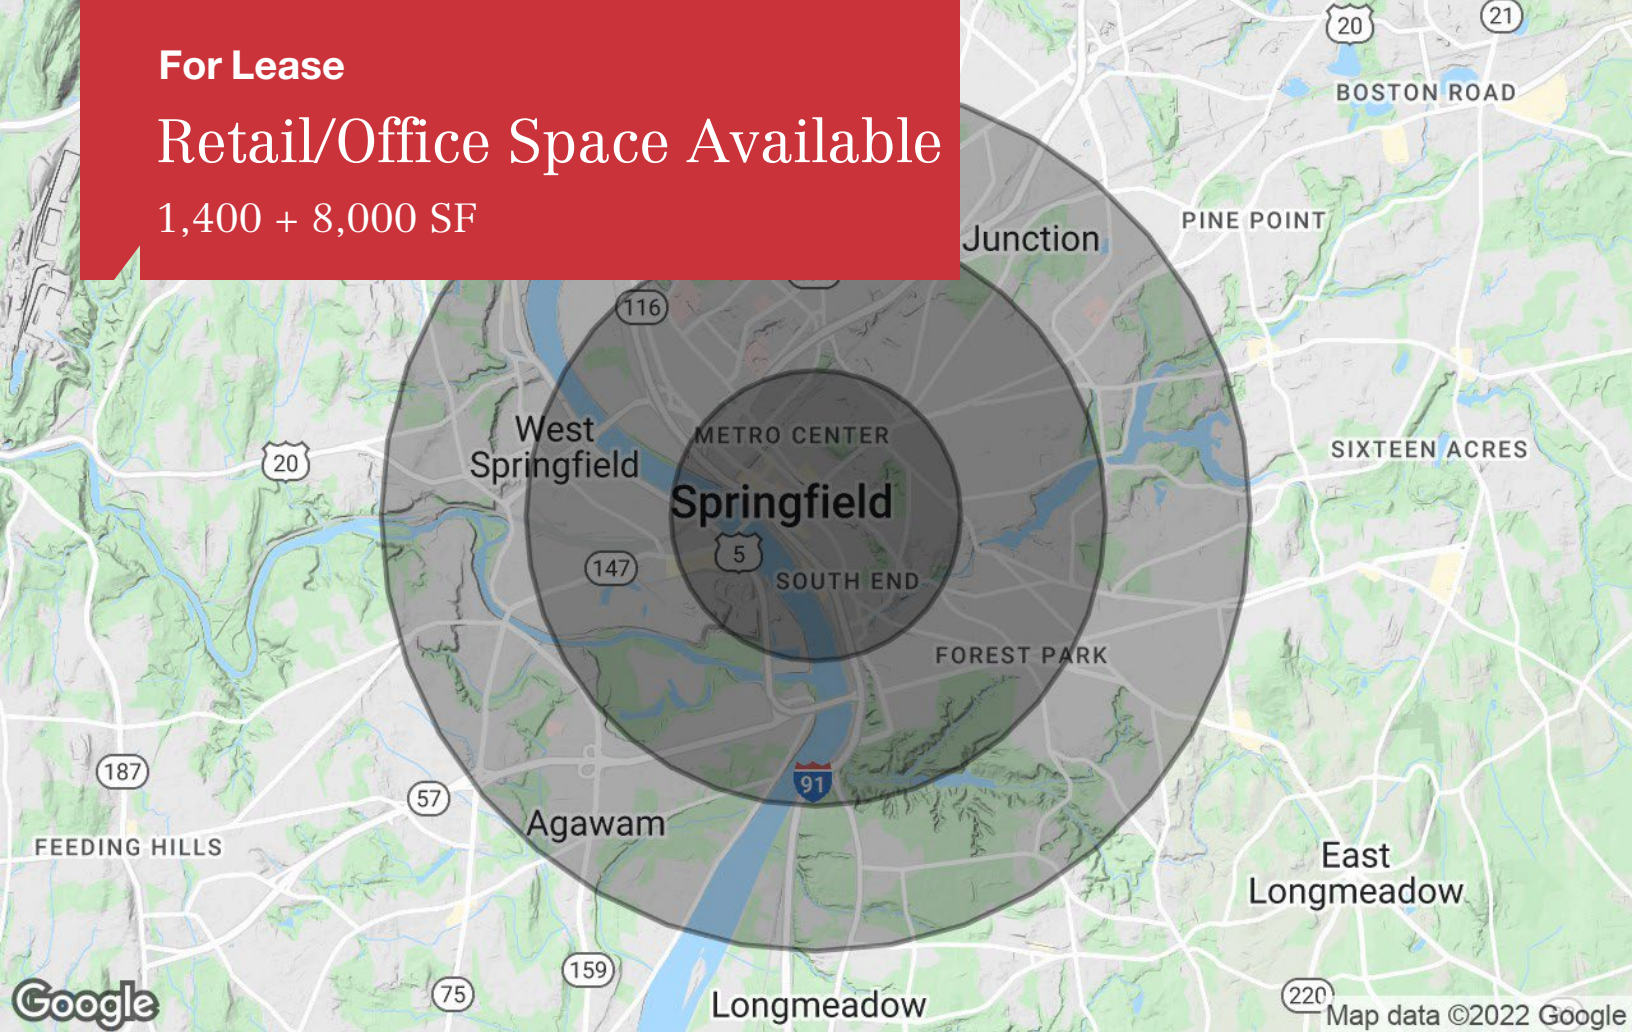 For Lease
Retail/Office Space Available
1,400 + 8,000 SF
20
21
BOSTON ROAD
PINE POINT
Junction
116
West
Springfield
METRO CENTER
20
SIXTEEN ACRES
Springfield
5
147
SOUTH END
FOREST PARK
187
91
57
Agawam
FEEDING HILLS
East
Longmeadow
159
75
220
Longmeadow
Google
Map data ©2022 Google